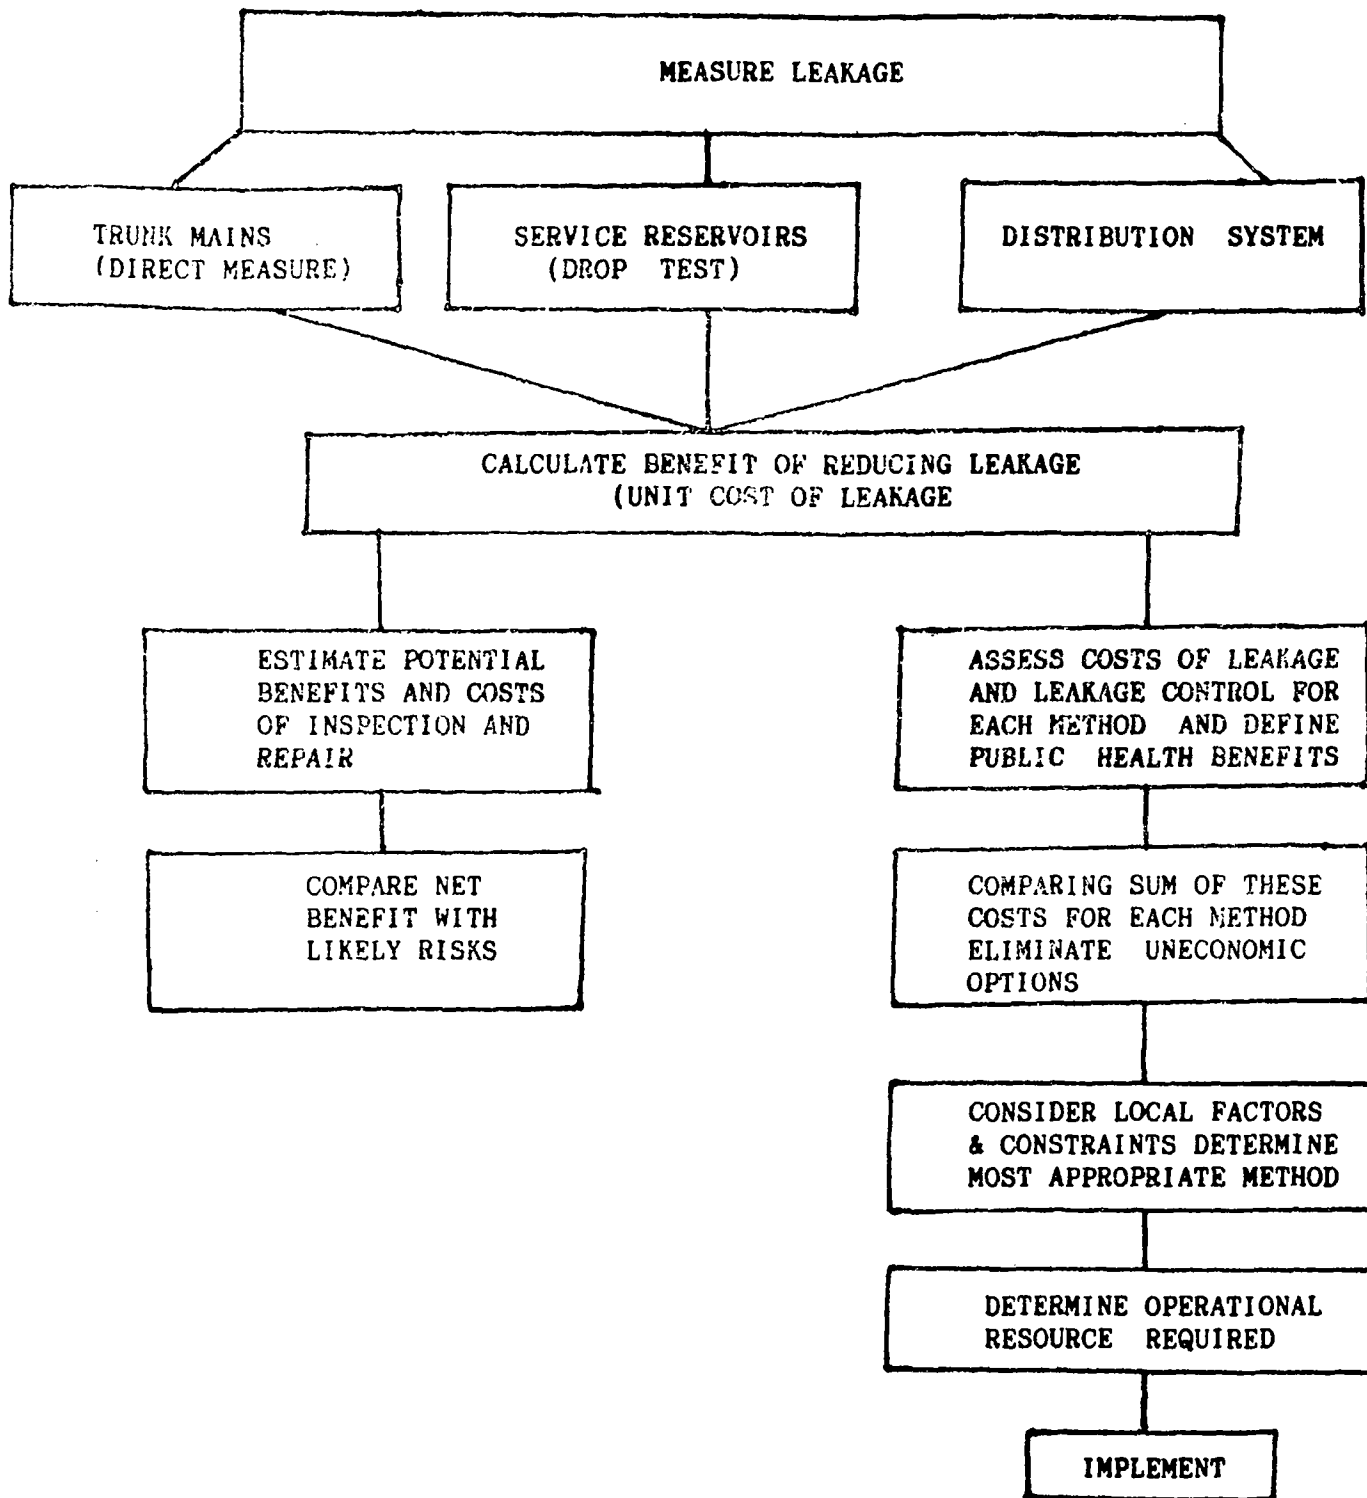 MEASURE LEAKAGE
TRUNK MAINS
(DIRECT MEASURE)
SERVICE RESERVOIRS
(DROP TEST)
DISTRIBUTION SYSTEM
CALCULATE BENEFIT OF REDUCING LEAKAGE
(UNIT COST OF LEAKAGE
ESTIMATE POTENTIAL
BENEFITS AND COSTS
OF INSPECTION AND
REPAIR
COMPARE NET
BENEFIT WITH
LIKELY RISKS
ASSESS COSTS OF LEAKAGE
AND LEAKAGE CONTROL FOR
EACH METHOD AND DEFINE
PUBLIC HEALTH BENEFITS
COMPARING SUM OF THESE
COSTS FOR EACH METHOD
ELIMINATE UNECONOMIC
OPTIONS
CONSIDER LOCAL FACTORS
& CONSTRAINTS DETERMINE
MOST APPROPRIATE METHOD
DETERMINE OPERATIONAL
RESOURCE REQUIRED
IMPLEMENT